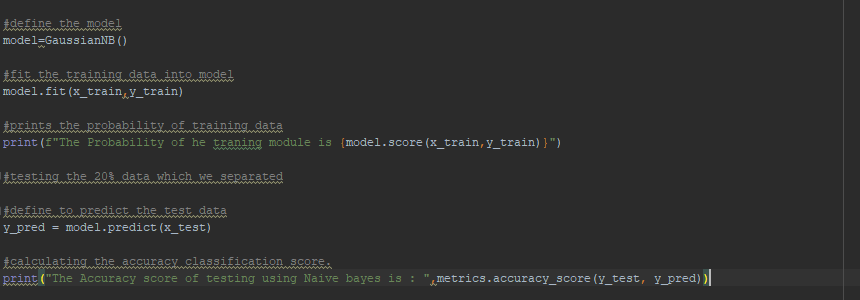 #define the model
model=GaussianNB()
#fit the training data into model
model.fit(x_train,y_train)
#prints the probability of training data
print(f"The Probability of he traning module is {model.score(x_train,y_train)}")
#testing the 20% data which we separated
#define to predict the test data
y_pred = model.predict(x_test)
#calculating the accuracy classification score.
print("The Accuracy score of testing using Naive bayes is : ",metrics.accuracy_score(y_test, y_pred))